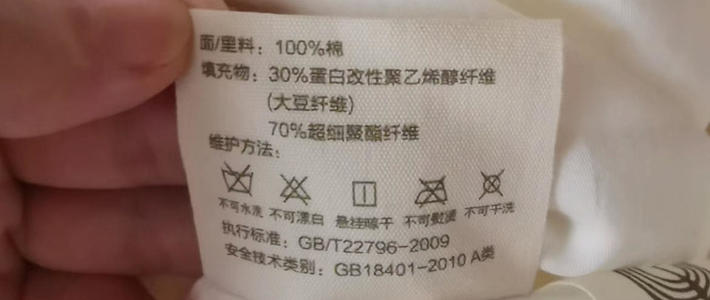 面/里料：100%棉
填充物：30%蛋白改性聚乙烯醇纤维
(大豆纤维)
70%超细聚酯纤维
维护方法：
不可水洗 不可漂白 悬挂晾干 不可熨烫 不可干洗
执行标准：GB/T22796-2009
安全技术类别：GB18401-2010 A类